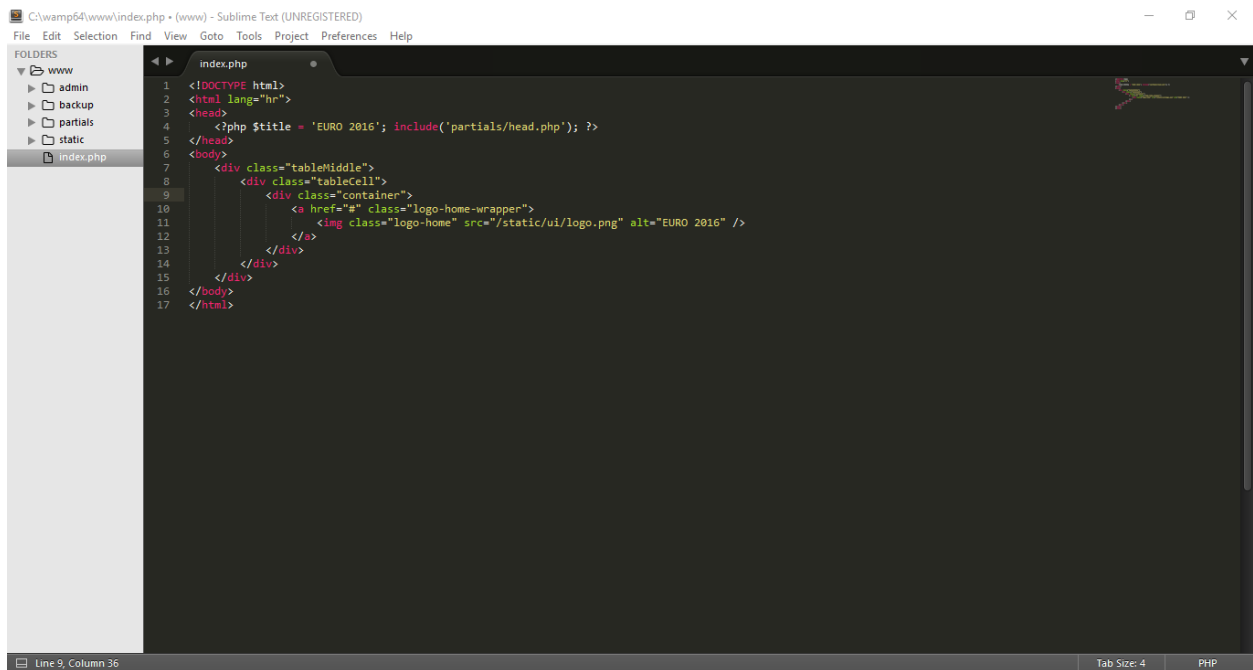 C:\wamp64\www\index.php • (www) - Sublime Text (UNREGISTERED)
File Edit Selection Find View Goto Tools Project Preferences Help
FOLDERS
www
admin
backup
partials
static
index.php
index.php
1 <!DOCTYPE html>
2 <html lang="hr">
3 <head>
4     <?php $title = 'EURO 2016'; include('partials/head.php'); ?>
5 </head>
6 <body>
7     <div class="tableMiddle">
8         <div class="tableCell">
9             <div class="container">
10                 <a href="#" class="logo-home-wrapper">
11                     <img class="logo-home" src="/static/ui/logo.png" alt="EURO 2016" />
12                 </a>
13             </div>
14         </div>
15     </div>
16 </body>
17 </html>
Line 9, Column 36
Tab Size: 4
PHP